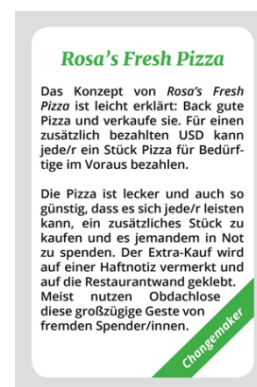 Rosa's Fresh Pizza
Das Konzept von Rosa's Fresh
Pizza ist leicht erklärt: Back gute
Pizza und verkaufe sie. Für einen
zusätzlich bezahlten USD kann
jede/r ein Stück Pizza für Bedürf-
tige im Voraus bezahlen.
Die Pizza ist lecker und auch so
günstig, dass es sich jede/r leisten
kann, ein zusätzliches Stück zu
kaufen und es jemandem in Not
zu spenden. Der Extra-Kauf wird
auf einer Haftnotiz vermerkt und
auf die Restaurantwand geklebt.
Meist nutzen Obdachlose
diese großzügige Geste von
fremden Spender/innen.
Changemaker